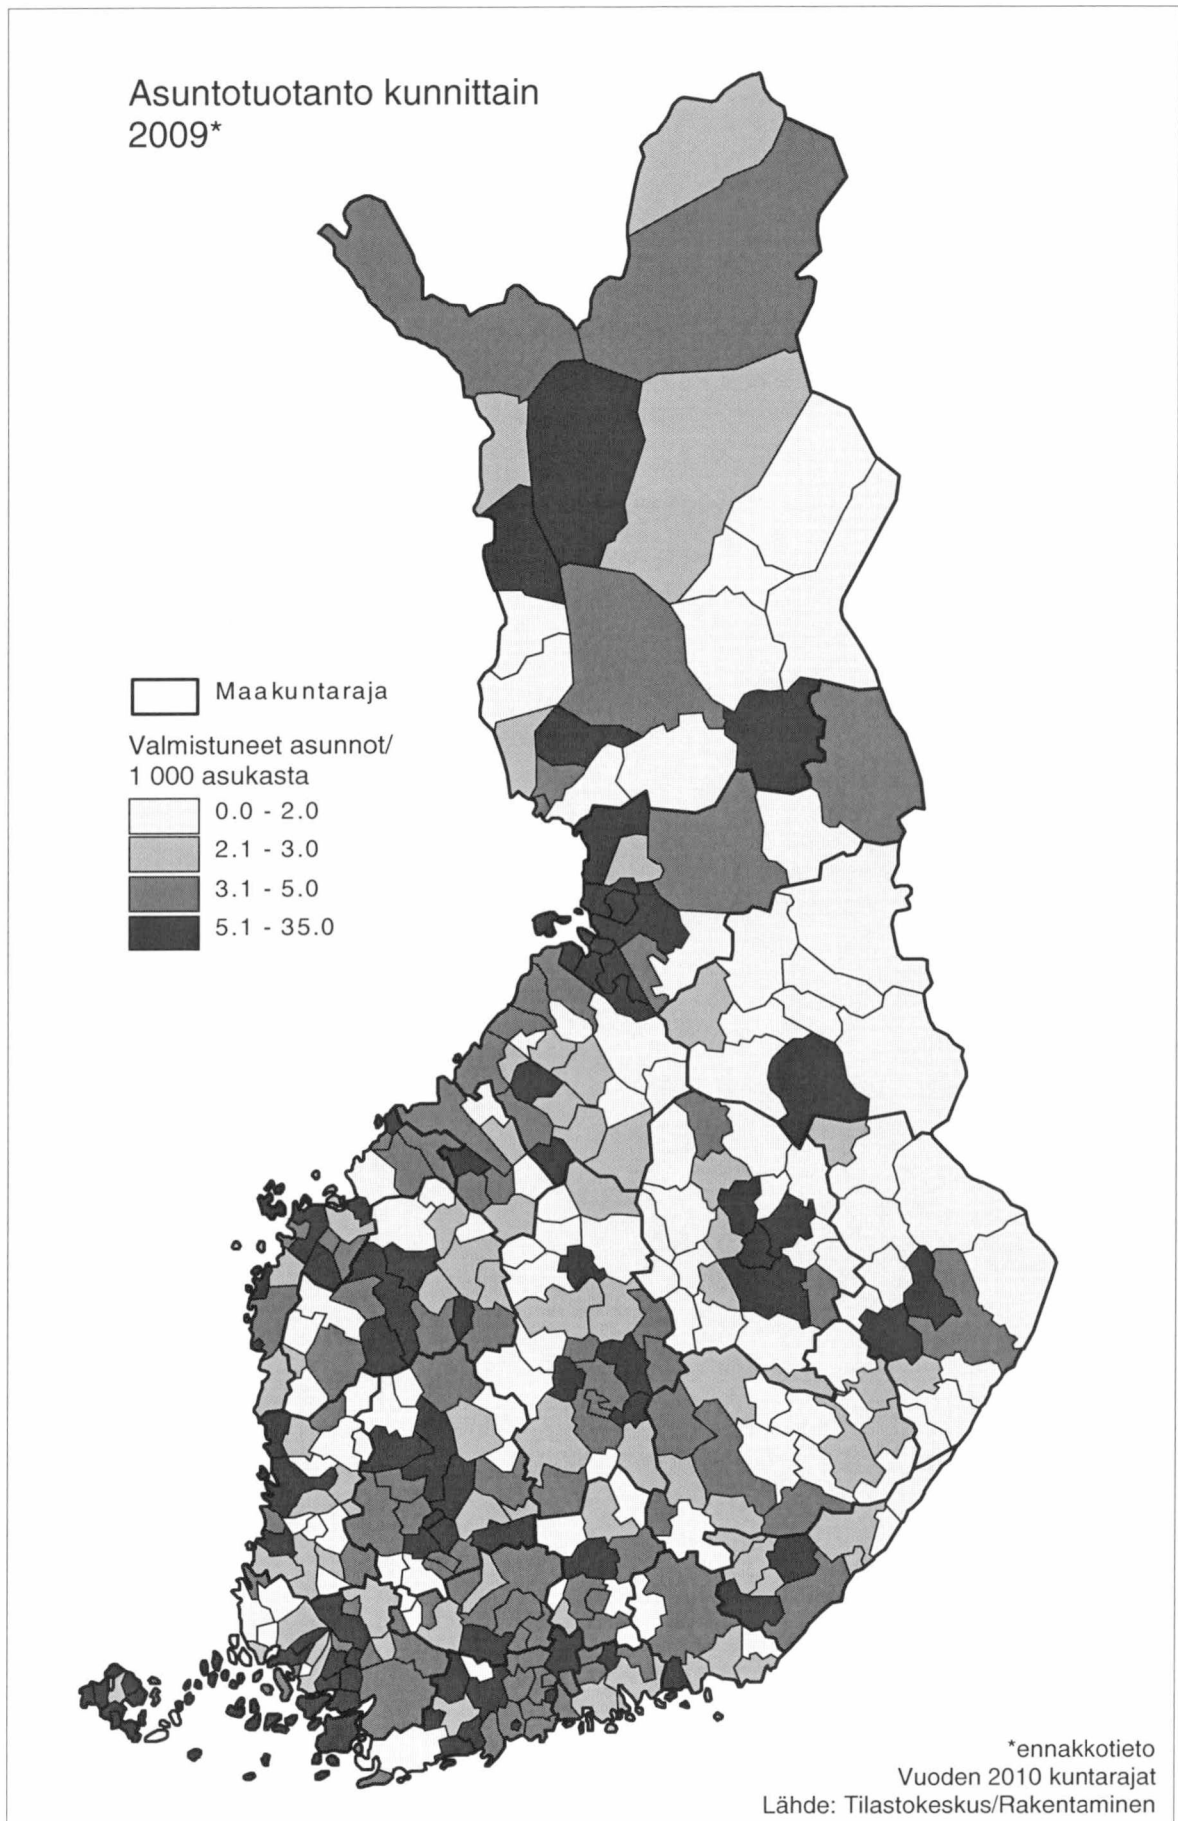 Asuntotuotanto kunnittain
2009*
Maakuntaraja
Valmistuneet asunnot/
1 000 asukasta
0.0 - 2.0
2.1 - 3.0
3.1 - 5.0
5.1 - 35.0
*ennakkotieto
Vuoden 2010 kuntarajat
Lähde: Tilastokeskus/Rakentaminen